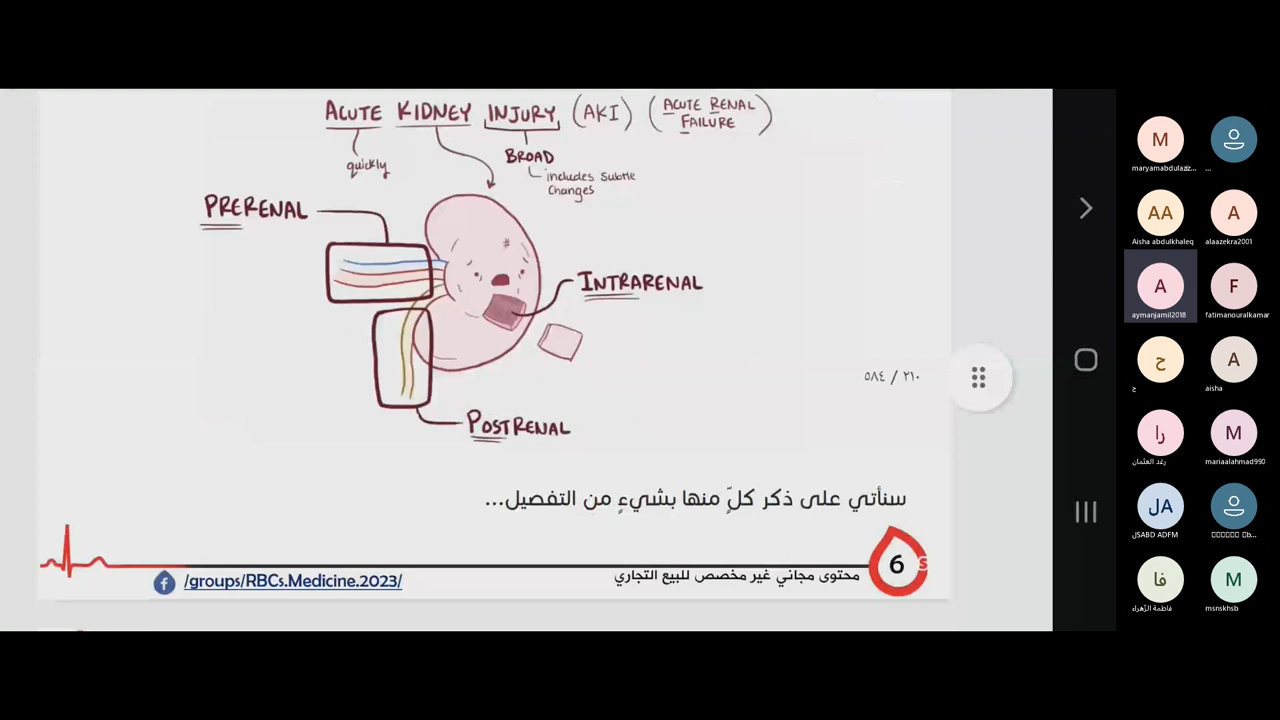 ACUTE KIDNEY INJURY (AKI) (ACUTE RENAL FAILURE)
quickly
BROAD
includes subtle changes
PRERENAL
INTRARENAL
POSTRENAL
٢١٠ / ٥٨٤
سنأتي على ذكر كلٍّ منها بشيءٍ من التفصيل...
/groups/RBCs.Medicine.2023/
محتوى مجاني غير مخصص للبيع التجاري
6
M
maryamabdulaziz...
...
AA
Aisha abdulkhaleq
A
alaazekra2001
A
aymanjamil2018
F
fatimanouralkamar
ح
ح
A
aisha
را
رغد العثمان
M
mariaalahmad990
JA
A
فا
فاطمة الزهراء
M
msnskhsb